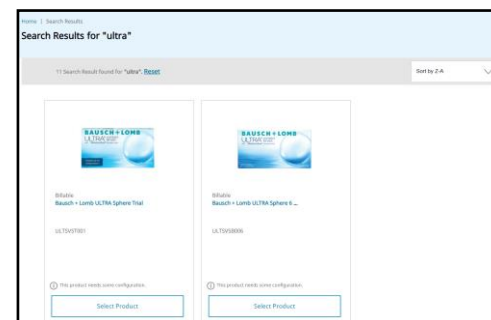 Home | Search Results
Search Results for "ultra"
11 Search Result found for "ultra". Reset
Sort by Z-A
BAUSCH + LOMB
ULTRA
BAUSCH + LOMB
ULTRA
Billable
Bausch + Lomb ULTRA Sphere Trial
Billable
Bausch + Lomb ULTRA Sphere 6 ...
This product needs some configuration.
This product needs some configuration.
Select Product
Select Product